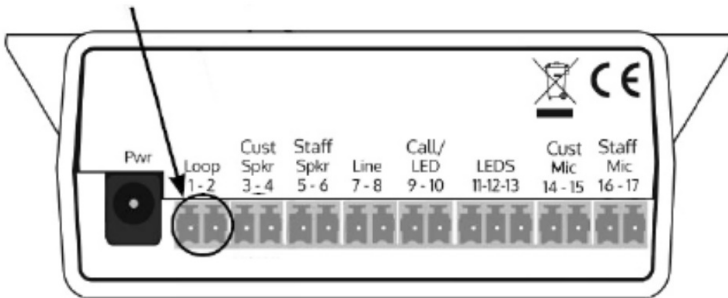 CE
Pwr
Loop
1 - 2
Cust
Spkr
3 - 4
Staff
Spkr
5 - 6
Line
7 - 8
Call/
LED
9 - 10
LEDS
11-12-13
Cust
Mic
14 - 15
Staff
Mic
16 - 17